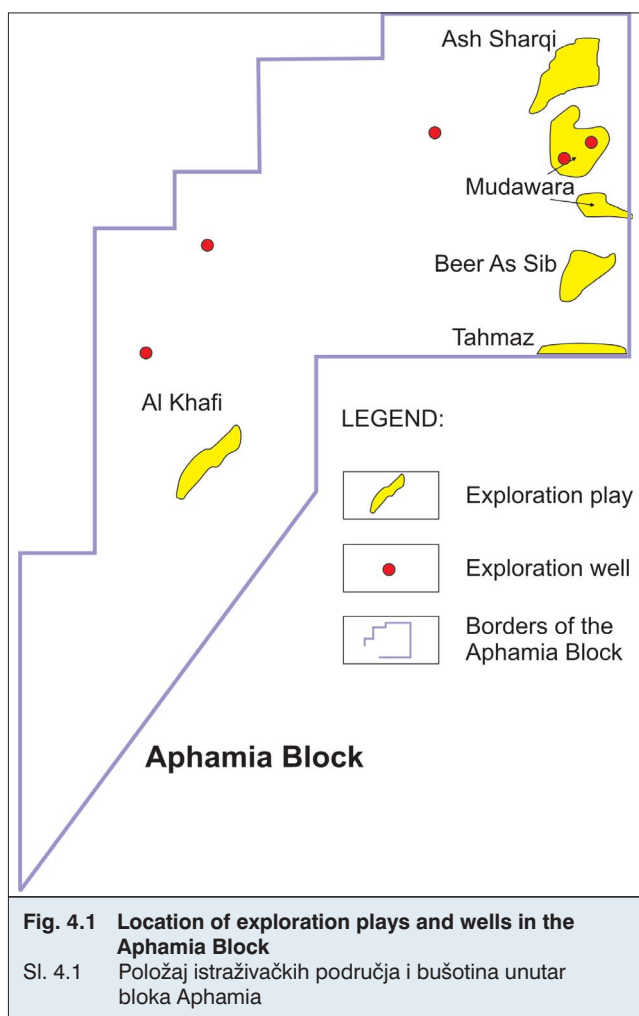 Ash Sharqi
Mudawara
Beer As Sib
Tahmaz
Al Khafi
LEGEND:
Exploration play
Exploration well
Borders of the
Aphamia Block
Aphamia Block
Fig. 4.1 Location of exploration plays and wells in the
Aphamia Block
Sl. 4.1 Položaj istraživačkih područja i bušotina unutar
bloka Aphamia